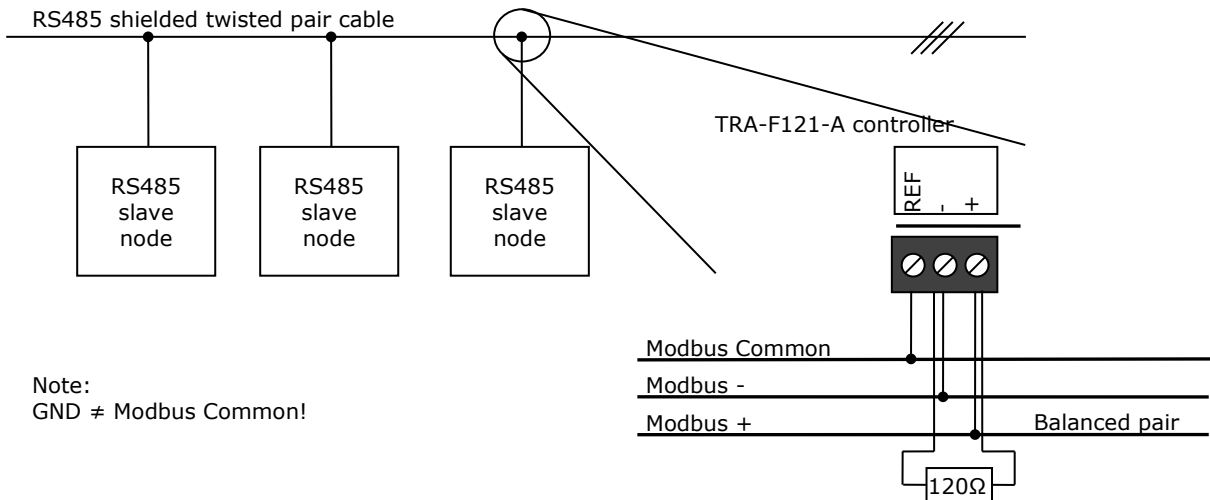 RS485 shielded twisted pair cable
TRA-F121-A controller
RS485
slave
node
RS485
slave
node
RS485
slave
node
REF
-
+
Modbus Common
Modbus -
Modbus +
Balanced pair
120Ω
Note:
GND ≠ Modbus Common!